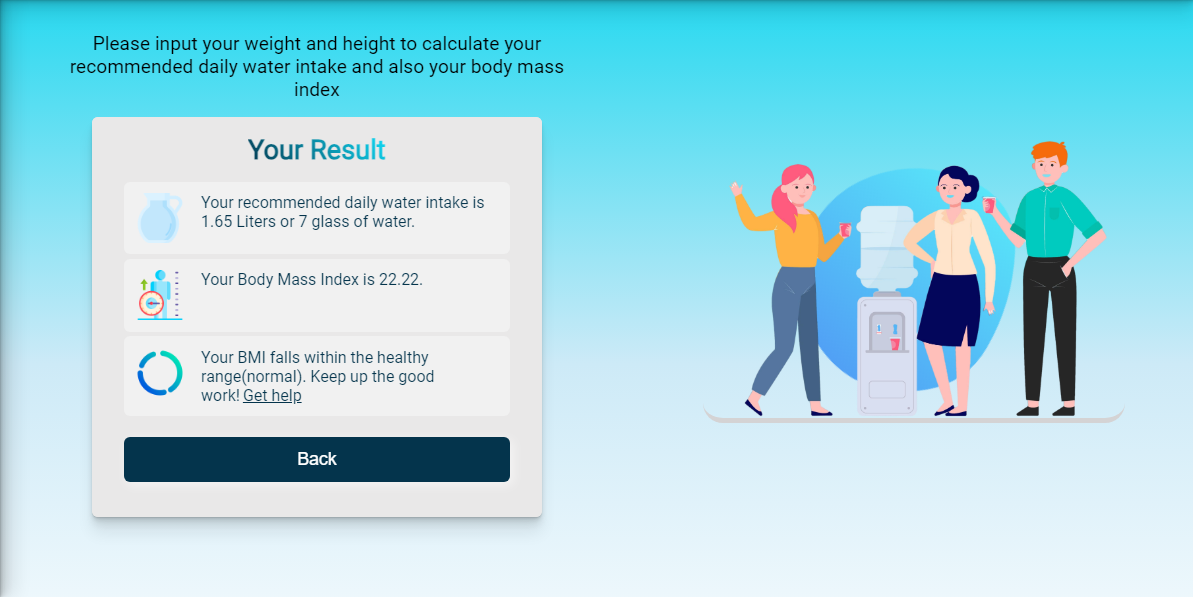 Please input your weight and height to calculate your
recommended daily water intake and also your body mass
index
Your Result
Your recommended daily water intake is
1.65 Liters or 7 glass of water.
Your Body Mass Index is 22.22.
Your BMI falls within the healthy
range(normal). Keep up the good
work! Get help
Back